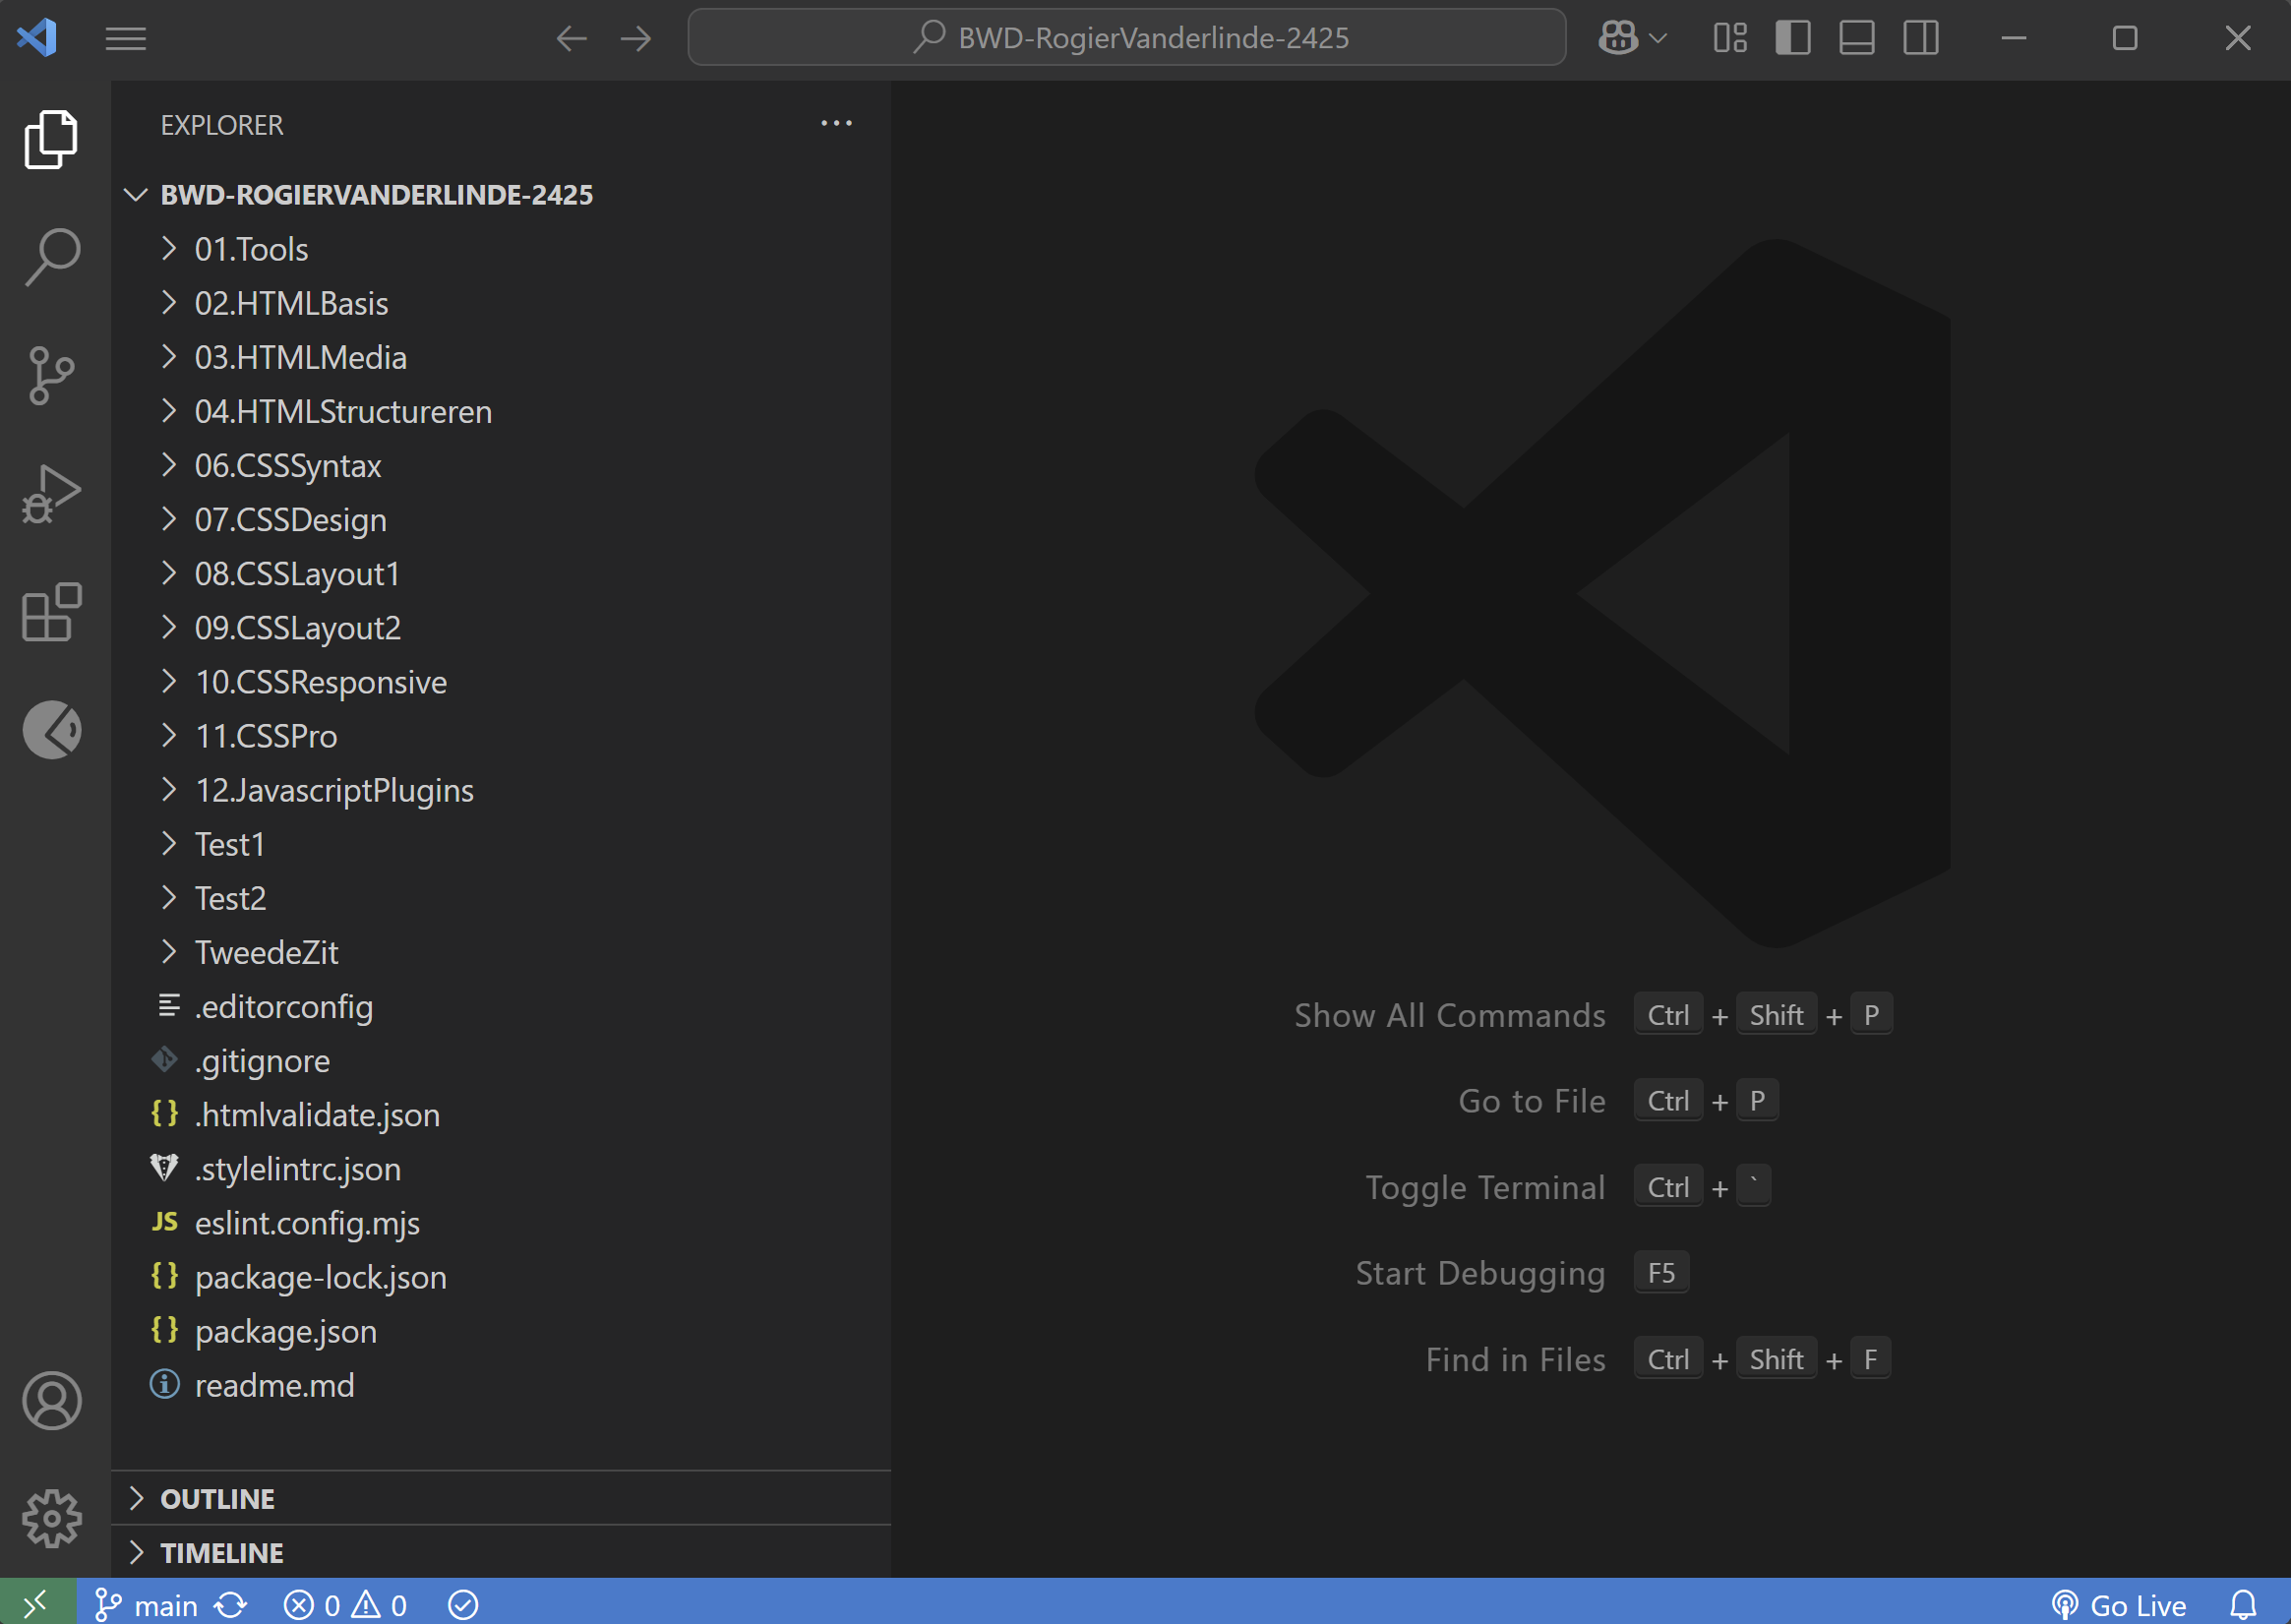 BWD-RogierVanderlinde-2425
EXPLORER
BWD-ROGIERVANDERLINDE-2425
01.Tools
02.HTMLBasis
03.HTMLMedia
04.HTMLStructureren
06.CSSSyntax
07.CSSDesign
08.CSSLayout1
09.CSSLayout2
10.CSSResponsive
11.CSSPro
12.JavascriptPlugins
Test1
Test2
TweedeZit
.editorconfig
.gitignore
{} .htmlvalidate.json
.stylelintrc.json
JS eslint.config.mjs
{} package-lock.json
{} package.json
readme.md
OUTLINE
TIMELINE
Show All Commands Ctrl + Shift + P
Go to File Ctrl + P
Toggle Terminal Ctrl + `
Start Debugging F5
Find in Files Ctrl + Shift + F
main 0 0 Go Live